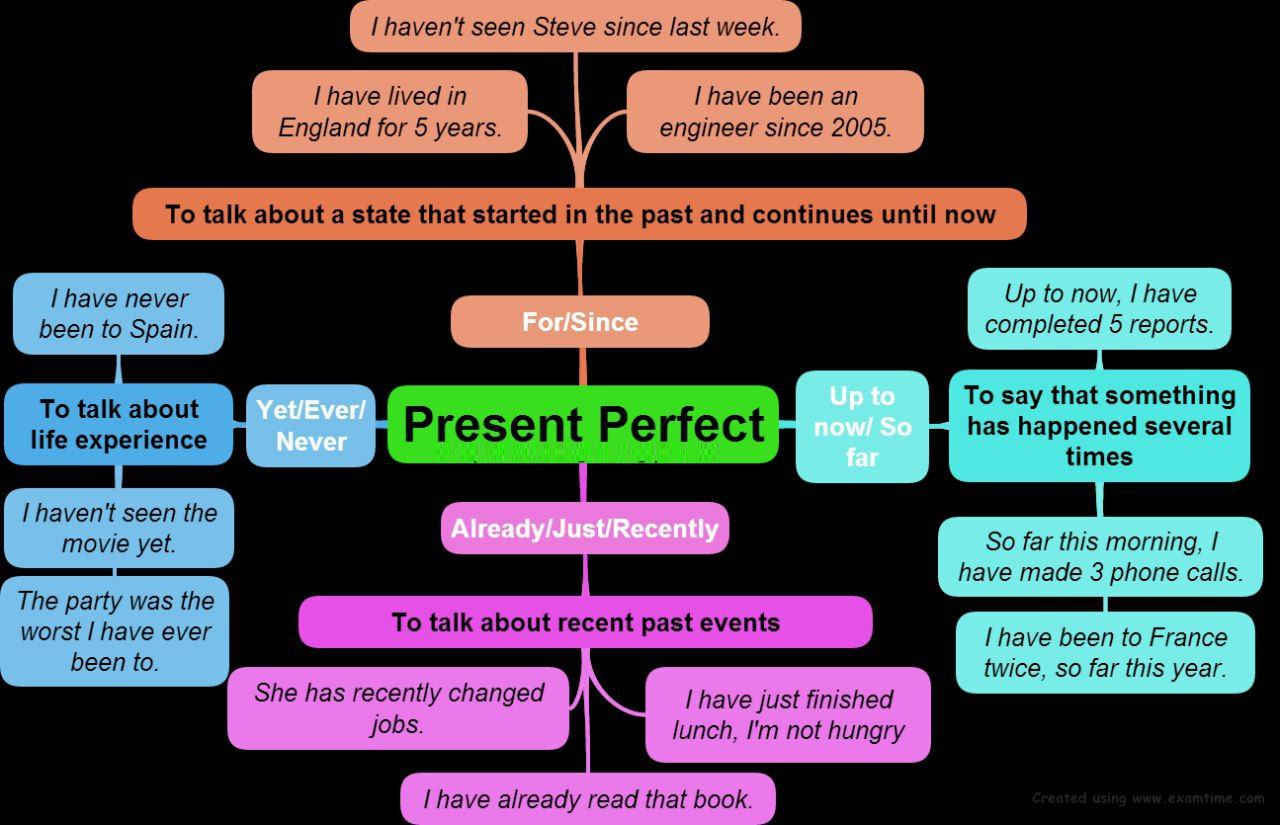 I haven't seen Steve since last week.
I have lived in
England for 5 years.
I have been an
engineer since 2005.
To talk about a state that started in the past and continues until now
For/Since
Present Perfect
Yet/Ever/
Never
To talk about
life experience
I have never
been to Spain.
I haven't seen the
movie yet.
The party was the
worst I have ever
been to.
Up to
now/ So
far
To say that something
has happened several
times
Up to now, I have
completed 5 reports.
So far this morning, I
have made 3 phone calls.
I have been to France
twice, so far this year.
Already/Just/Recently
To talk about recent past events
She has recently changed
jobs.
I have just finished
lunch, I'm not hungry
I have already read that book.
Created using www.examtime.com